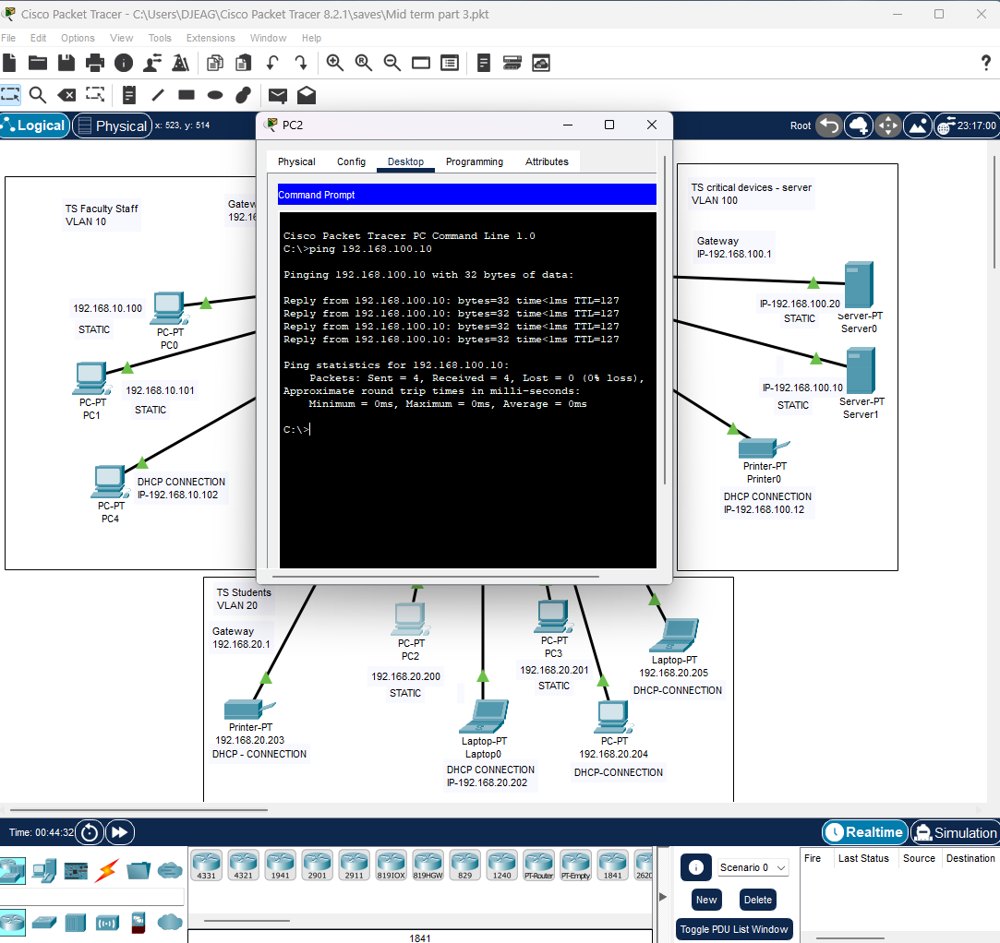 Cisco Packet Tracer - C:\Users\DJEAG\Cisco Packet Tracer 8.2.1\saves\Mid term part 3.pkt
File Edit Options View Tools Extensions Window Help
Logical Physical x: 523, y: 514
Root 23:17:00
PC2
Physical Config Desktop Programming Attributes
Command Prompt
Cisco Packet Tracer PC Command Line 1.0
C:\>ping 192.168.100.10
Pinging 192.168.100.10 with 32 bytes of data:
Reply from 192.168.100.10: bytes=32 time<1ms TTL=127
Reply from 192.168.100.10: bytes=32 time<1ms TTL=127
Reply from 192.168.100.10: bytes=32 time<1ms TTL=127
Reply from 192.168.100.10: bytes=32 time<1ms TTL=127
Ping statistics for 192.168.100.10:
Packets: Sent = 4, Received = 4, Lost = 0 (0% loss),
Approximate round trip times in milli-seconds:
Minimum = 0ms, Maximum = 0ms, Average = 0ms
C:\>
TS Faculty Staff
VLAN 10
Gatew
192.16
192.168.10.100
STATIC
PC-PT
PC0
192.168.10.101
STATIC
PC-PT
PC1
DHCP CONNECTION
IP-192.168.10.102
PC-PT
PC4
TS critical devices - server
VLAN 100
Gateway
IP-192.168.100.1
IP-192.168.100.20
STATIC
Server-PT
Server0
IP-192.168.100.10
STATIC
Server-PT
Server1
Printer-PT
Printer0
DHCP CONNECTION
IP-192.168.100.12
TS Students
VLAN 20
Gateway
192.168.20.1
Printer-PT
192.168.20.203
DHCP - CONNECTION
PC-PT
PC2
192.168.20.200
STATIC
Laptop-PT
Laptop0
DHCP CONNECTION
IP-192.168.20.202
PC-PT
PC3
192.168.20.201
STATIC
PC-PT
192.168.20.204
DHCP-CONNECTION
Laptop-PT
192.168.20.205
DHCP-CONNECTION
Time: 00:44:32
Realtime Simulation
4331 4321 1941 2901 2911 819IOX 819HGW 829 1240 PT-Router PT-Empty 1841 2620
1841
Scenario 0
New Delete
Toggle PDU List Window
Fire Last Status Source Destination